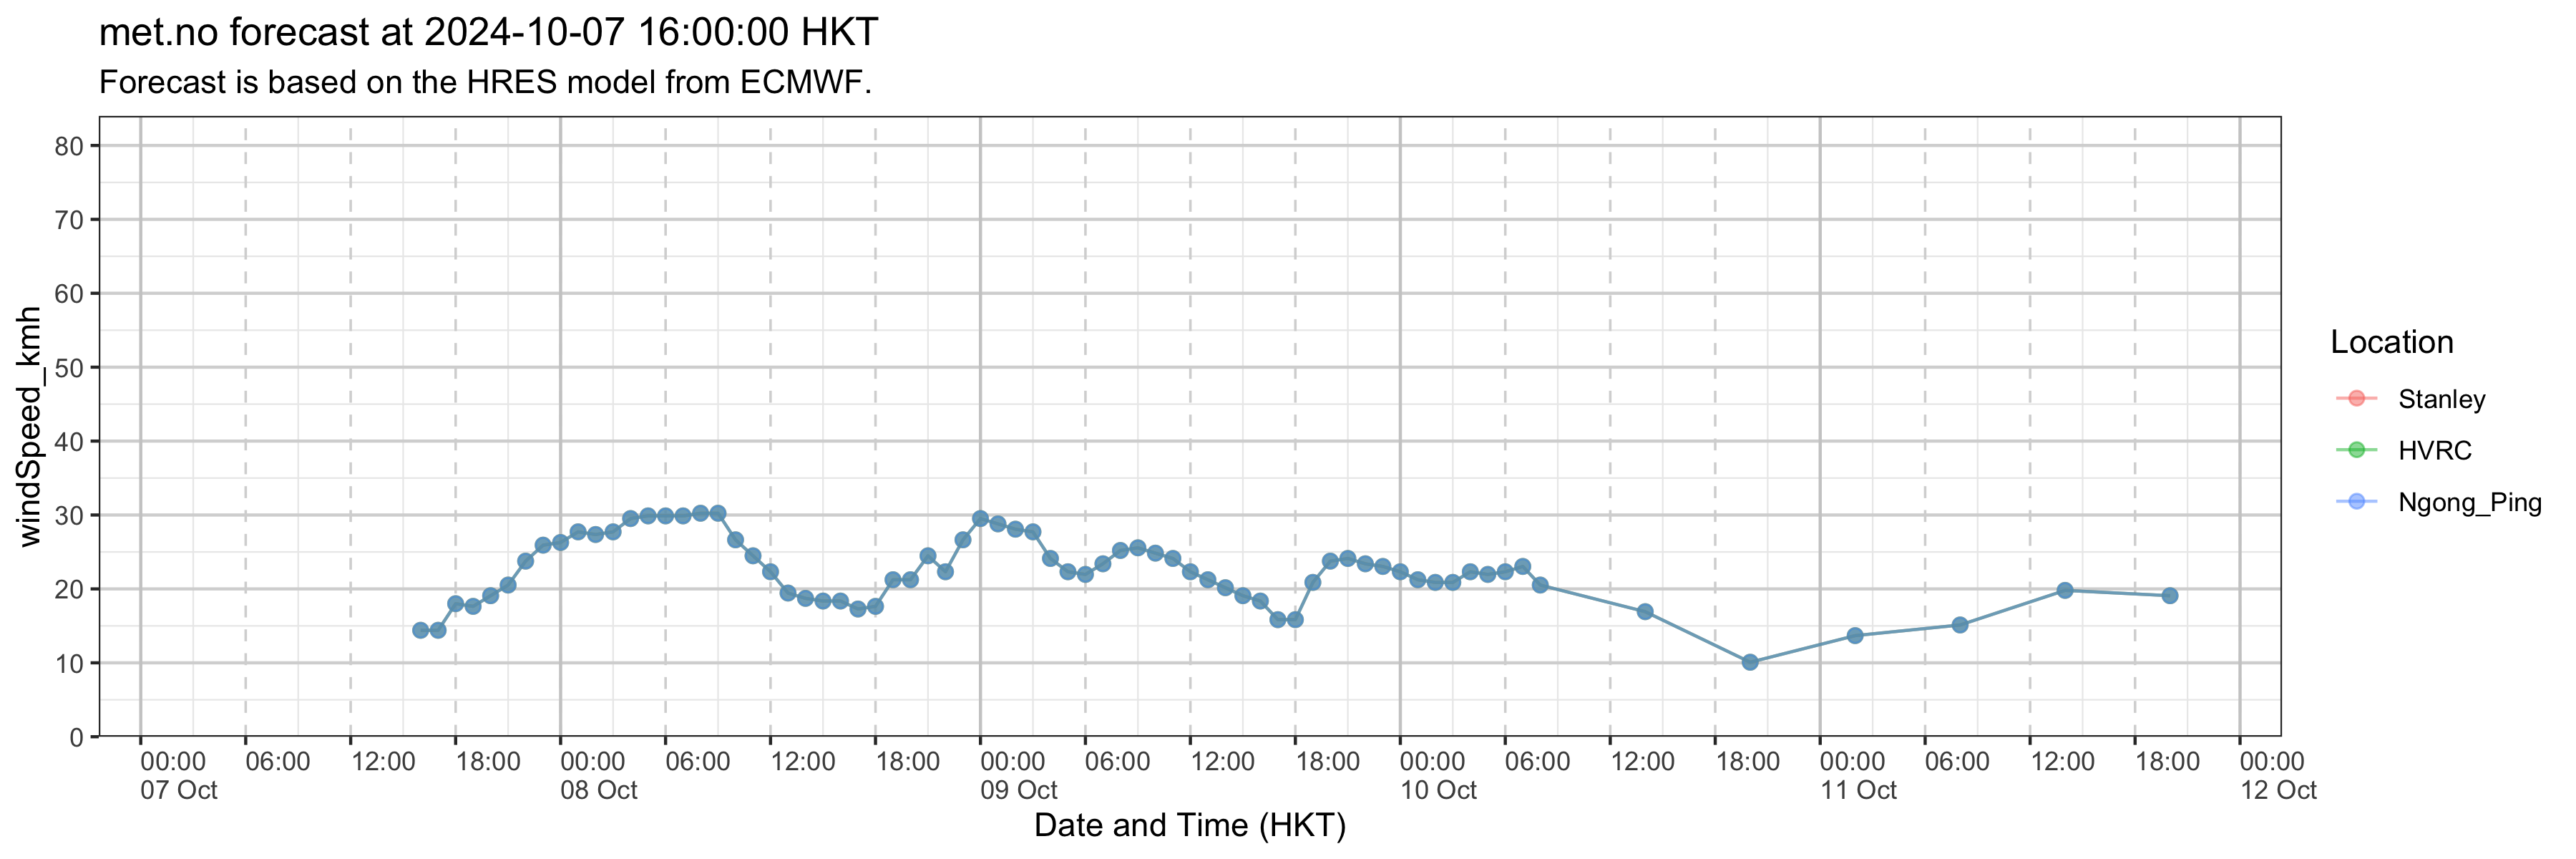 met.no forecast at 2024-10-07 16:00:00 HKT
Forecast is based on the HRES model from ECMWF.
windSpeed_kmh
80
70
60
50
40
30
20
10
0
00:00 06:00 12:00 18:00 00:00 06:00 12:00 18:00 00:00 06:00 12:00 18:00 00:00 06:00 12:00 18:00 00:00 06:00 12:00 18:00 00:00
07 Oct 08 Oct 09 Oct 10 Oct 11 Oct 12 Oct
Date and Time (HKT)
Location
Stanley
HVRC
Ngong_Ping